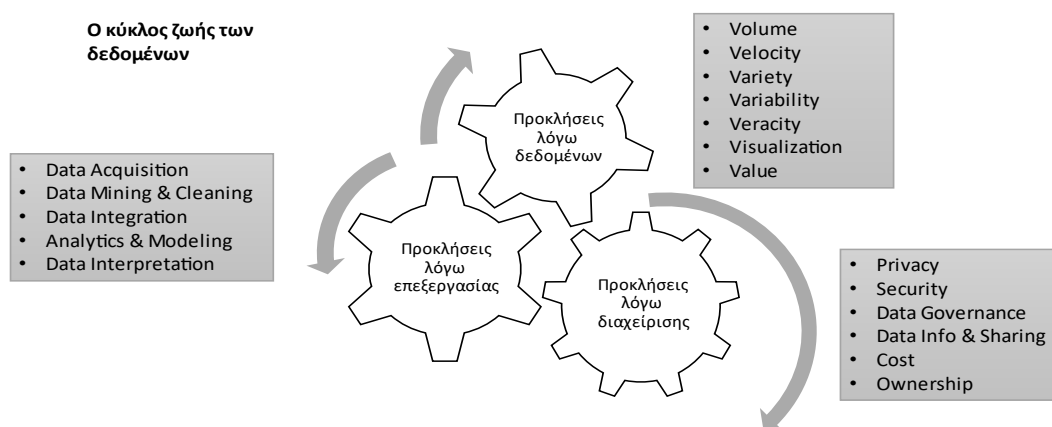 Ο κύκλος ζωής των
δεδομένων
• Volume
• Velocity
• Variety
• Variability
• Veracity
• Visualization
• Value
Προκλήσεις
λόγω
δεδομένων
• Data Acquisition
• Data Mining & Cleaning
• Data Integration
• Analytics & Modeling
• Data Interpretation
Προκλήσεις
λόγω
επεξεργασίας
Προκλήσεις
λόγω
διαχείρισης
• Privacy
• Security
• Data Governance
• Data Info & Sharing
• Cost
• Ownership